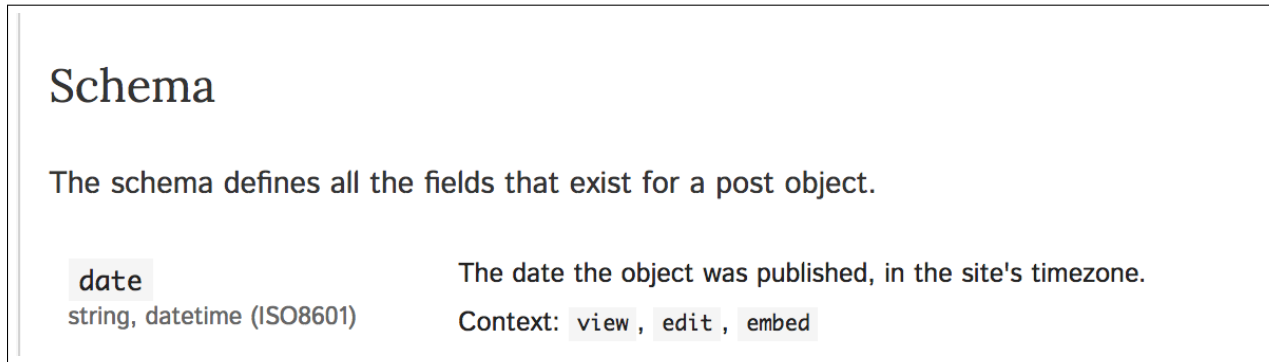 Schema
The schema defines all the fields that exist for a post object.
date
string, datetime (ISO8601)
The date the object was published, in the site's timezone.
Context: view, edit, embed